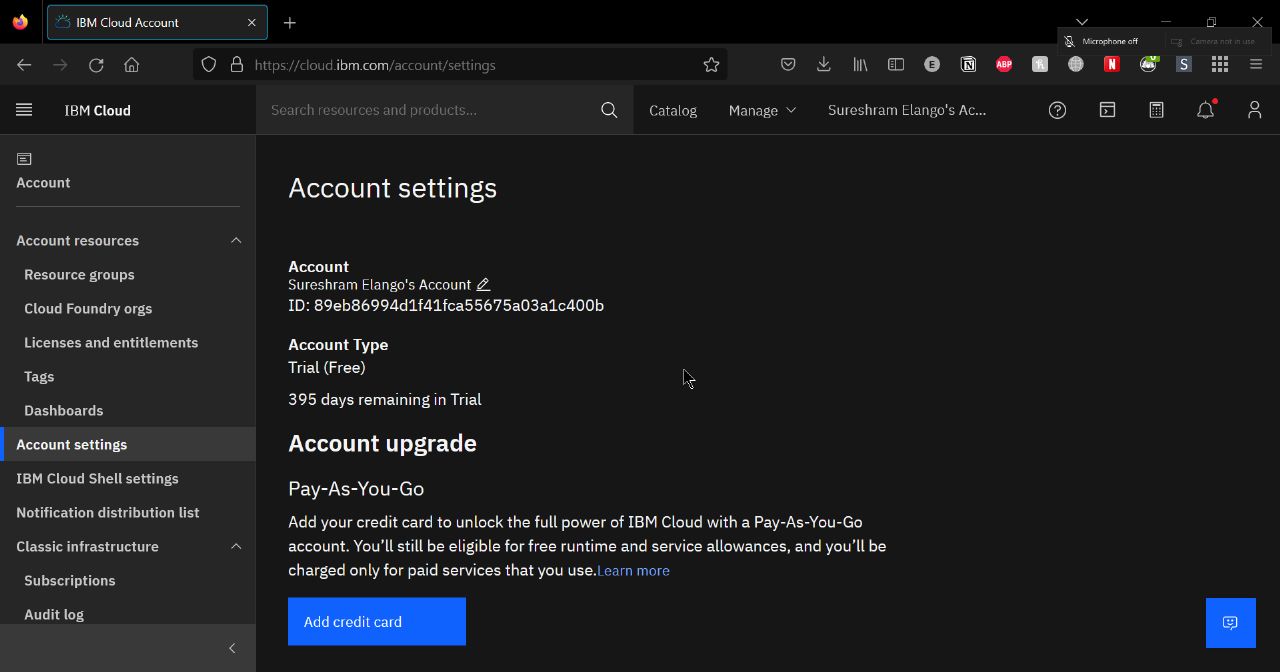 IBM Cloud Account
Microphone off
Camera not in use
https://cloud.ibm.com/account/settings
E
ABP
N
S
IBM Cloud
Search resources and products...
Catalog
Manage
Sureshram Elango's Ac...
Account
Account resources
Resource groups
Cloud Foundry orgs
Licenses and entitlements
Tags
Dashboards
Account settings
IBM Cloud Shell settings
Notification distribution list
Classic infrastructure
Subscriptions
Audit log
Account settings
Account
Sureshram Elango's Account
ID: 89eb86994d1f41fca55675a03a1c400b
Account Type
Trial (Free)
395 days remaining in Trial
Account upgrade
Pay-As-You-Go
Add your credit card to unlock the full power of IBM Cloud with a Pay-As-You-Go
account. You’ll still be eligible for free runtime and service allowances, and you’ll be
charged only for paid services that you use.Learn more
Add credit card